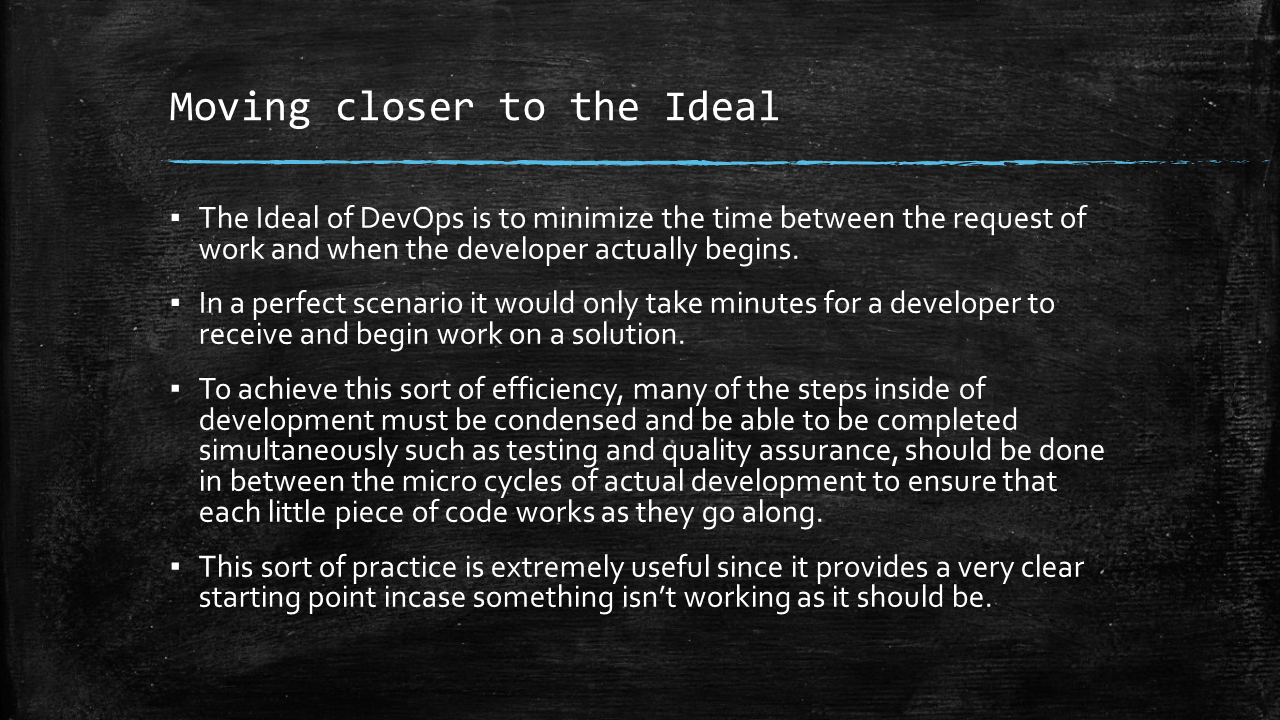 Moving closer to the Ideal
▪ The Ideal of DevOps is to minimize the time between the request of
work and when the developer actually begins.
▪ In a perfect scenario it would only take minutes for a developer to
receive and begin work on a solution.
▪ To achieve this sort of efficiency, many of the steps inside of
development must be condensed and be able to be completed
simultaneously such as testing and quality assurance, should be done
in between the micro cycles of actual development to ensure that
each little piece of code works as they go along.
▪ This sort of practice is extremely useful since it provides a very clear
starting point incase something isn’t working as it should be.